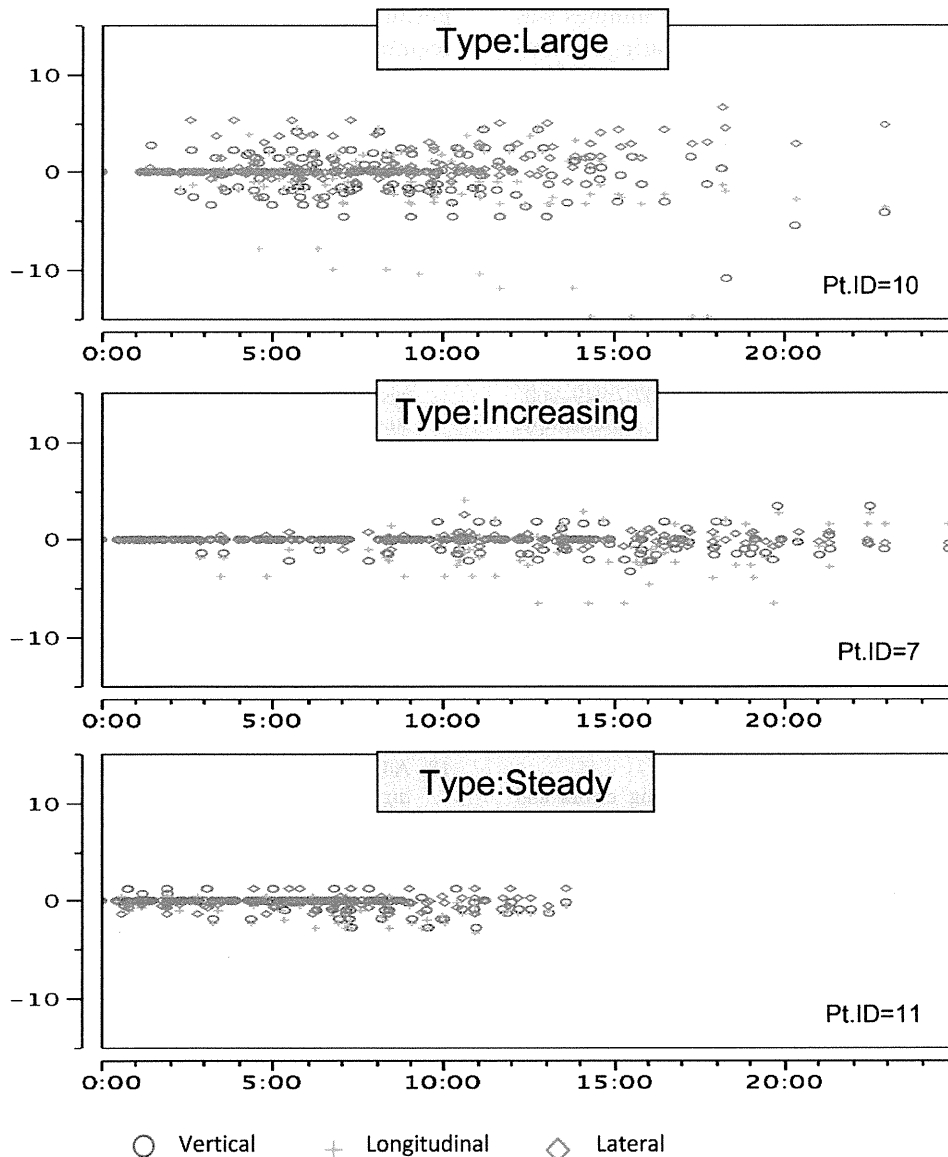 Type:Large
10
0
-10
Pt.ID=10
0:00 5:00 10:00 15:00 20:00
Type:Increasing
10
0
-10
Pt.ID=7
0:00 5:00 10:00 15:00 20:00
Type:Steady
10
0
-10
Pt.ID=11
0:00 5:00 10:00 15:00 20:00
Vertical Longitudinal Lateral